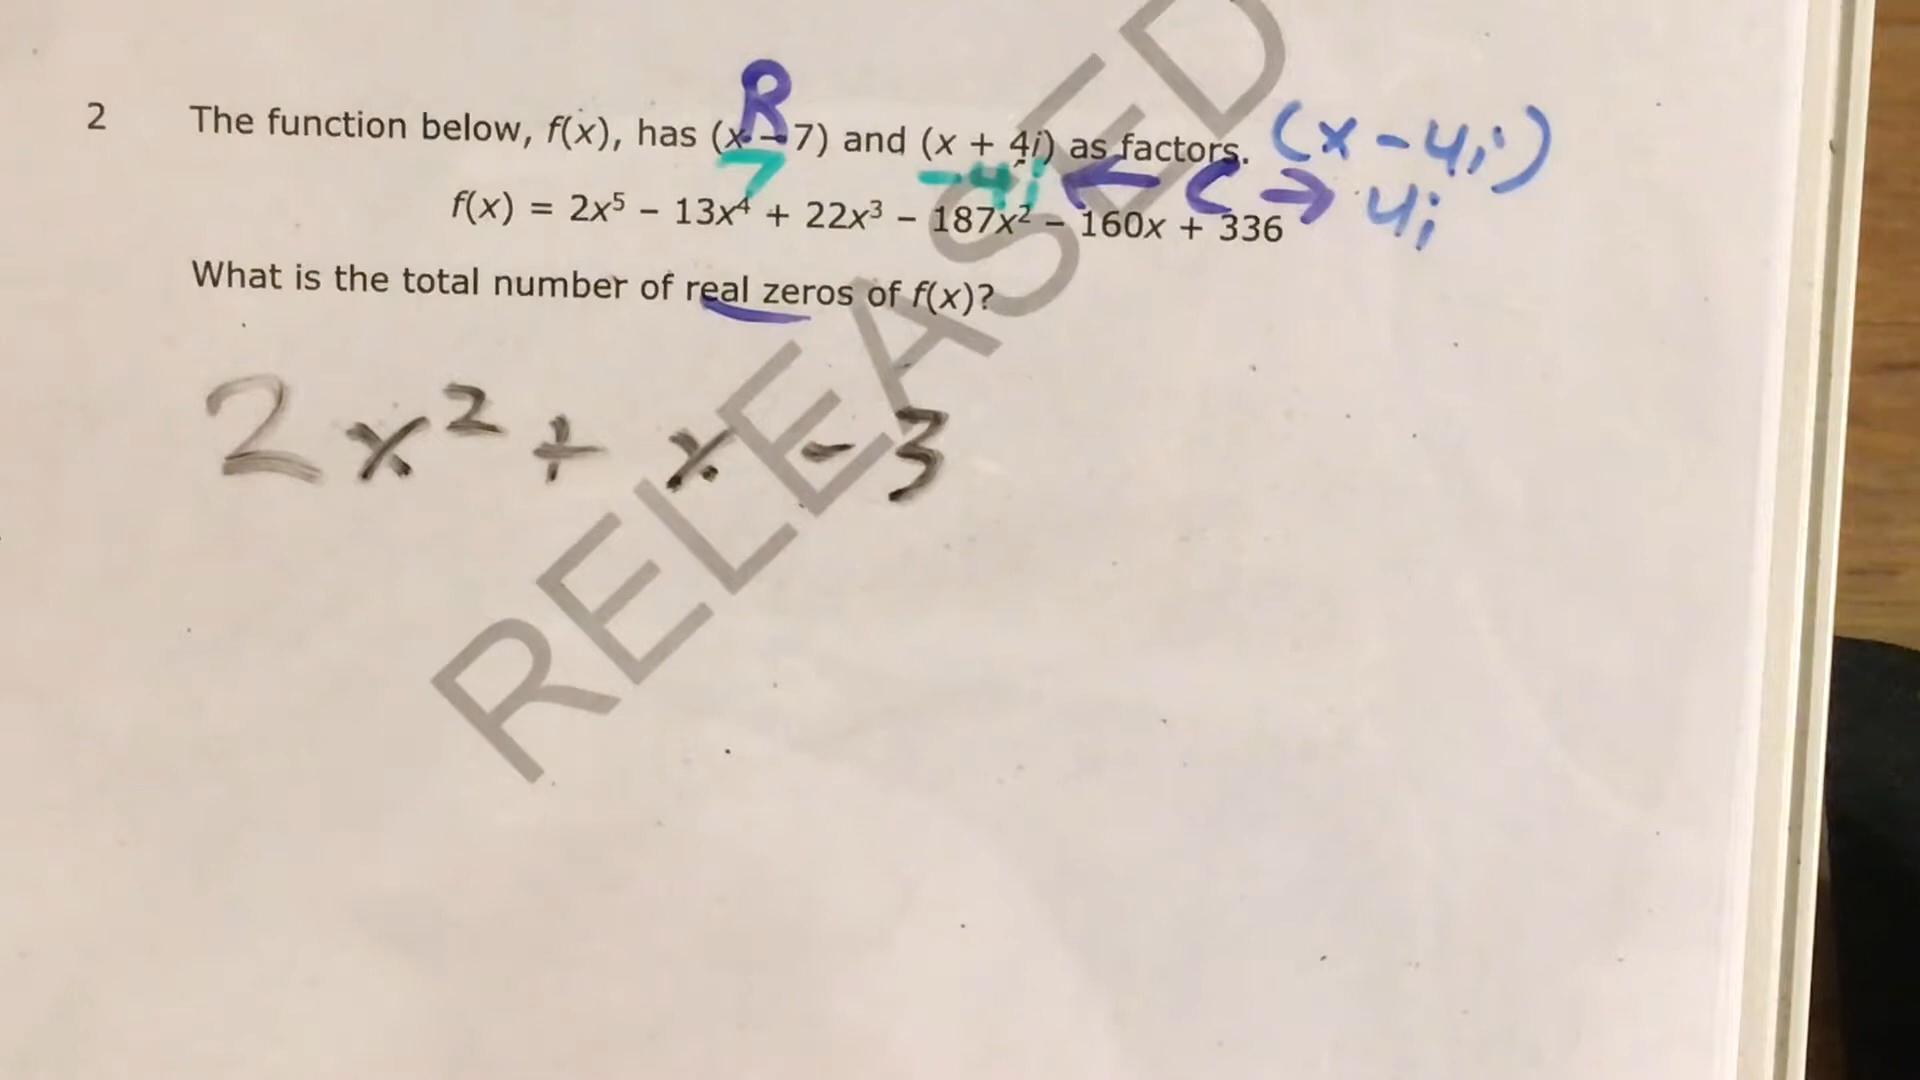 R
2 The function below, f(x), has (x – 7) and (x + 4i) as factors. (x - 4i)
7 -4i ← C → 4i
f(x) = 2x⁵ – 13x⁴ + 22x³ – 187x² – 160x + 336
What is the total number of real zeros of f(x)?
2x² + x - 3
RELEASED